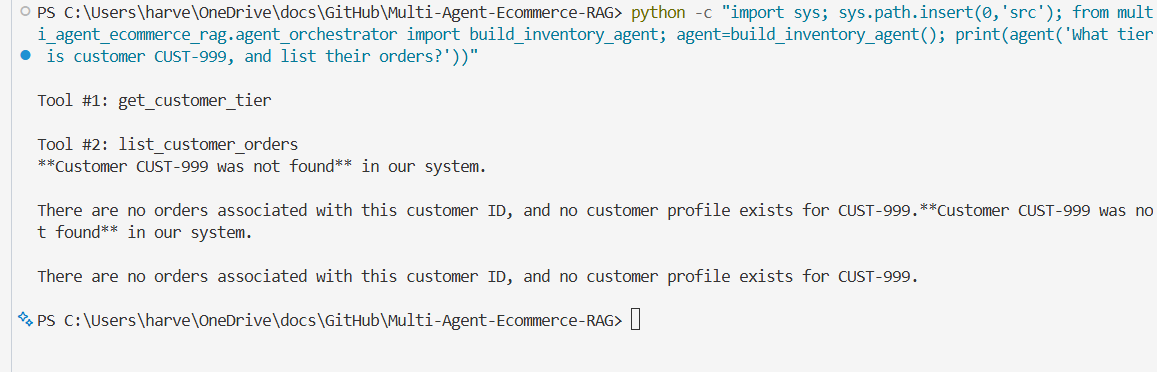 PS C:\Users\harve\OneDrive\docs\GitHub\Multi-Agent-Ecommerce-RAG> python -c "import sys; sys.path.insert(0,'src'); from mult
i_agent_ecommerce_rag.agent_orchestrator import build_inventory_agent; agent=build_inventory_agent(); print(agent('What tier
is customer CUST-999, and list their orders?'))"
Tool #1: get_customer_tier
Tool #2: list_customer_orders
**Customer CUST-999 was not found** in our system.
There are no orders associated with this customer ID, and no customer profile exists for CUST-999.**Customer CUST-999 was no
t found** in our system.
There are no orders associated with this customer ID, and no customer profile exists for CUST-999.
PS C:\Users\harve\OneDrive\docs\GitHub\Multi-Agent-Ecommerce-RAG>